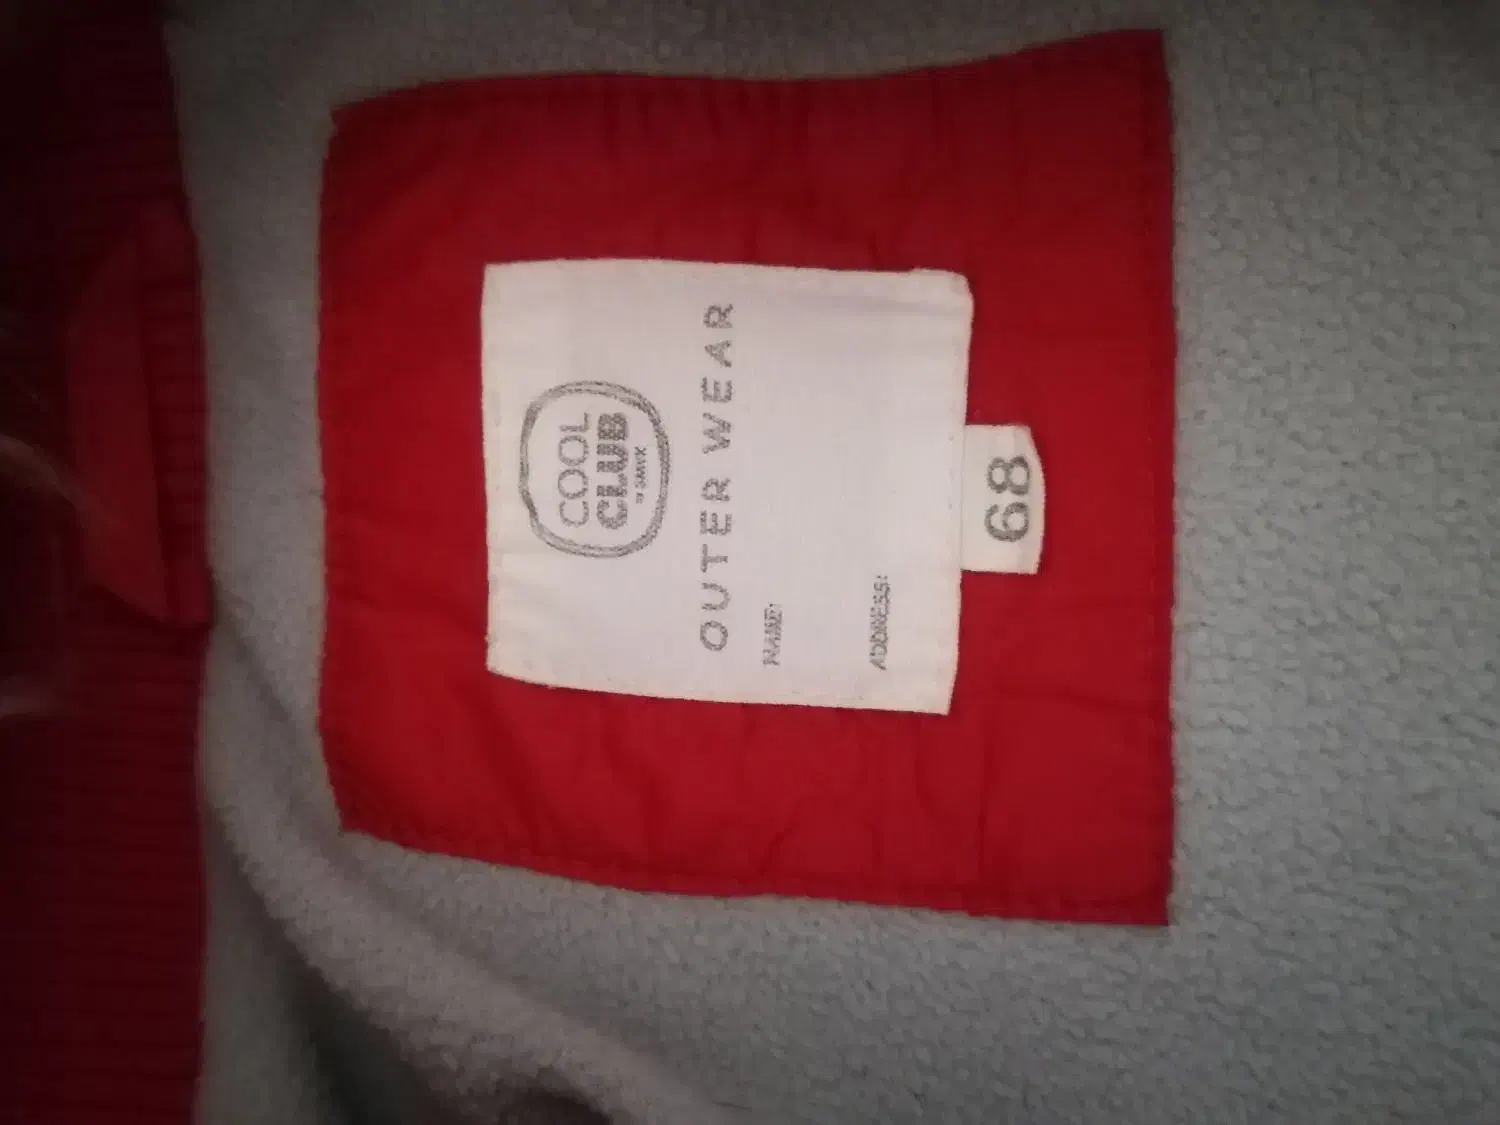 COOL
CLUB
BY SMYK
OUTER WEAR
NAME:
ADDRESS:
68